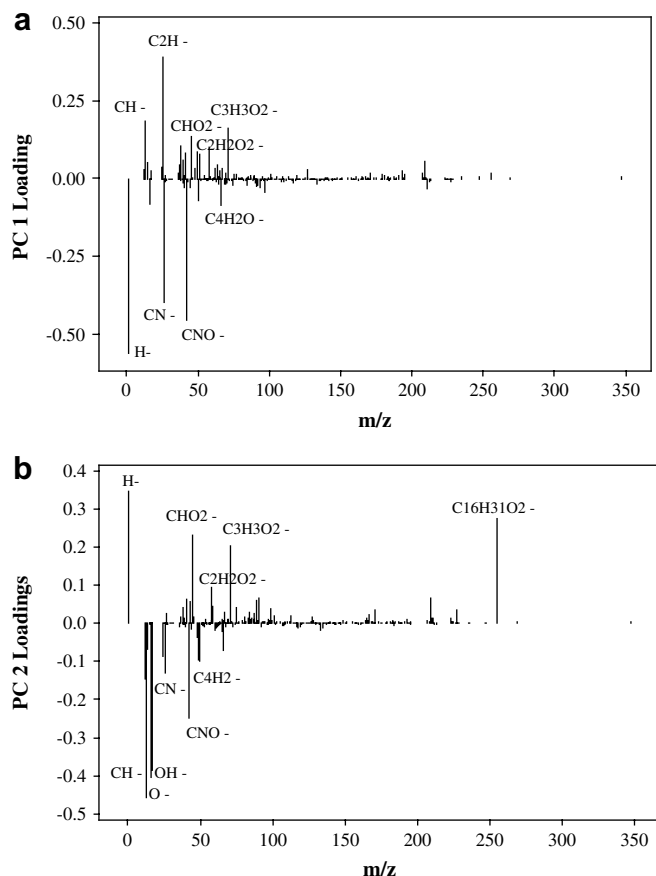 a
0.50
0.25
0.00
-0.25
-0.50
PC 1 Loading
C2H -
CH -
C3H3O2 -
CHO2 -
C2H2O2 -
C4H2O -
CN -
CNO -
H-
0 50 100 150 200 250 300 350
m/z
b
0.4
0.3
0.2
0.1
0.0
-0.1
-0.2
-0.3
-0.4
-0.5
PC 2 Loadings
H-
CHO2 -
C3H3O2 -
C16H31O2 -
C2H2O2 -
CN -
C4H2 -
CNO -
CH -
OH -
O -
0 50 100 150 200 250 300 350
m/z